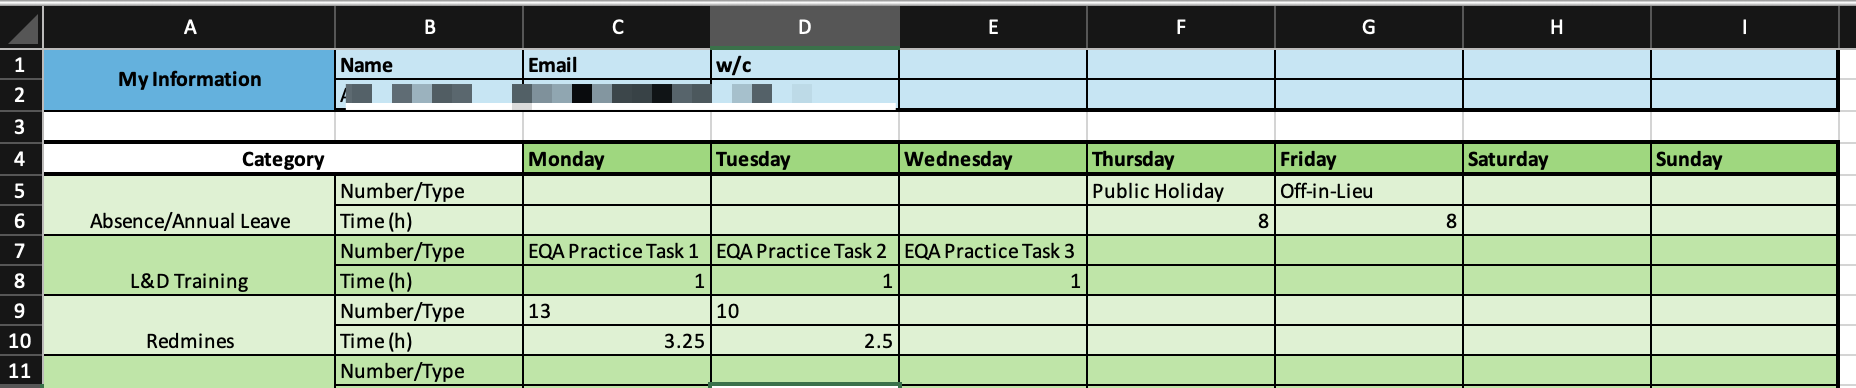 A B C D E F G H I
1 My Information Name Email w/c
2
3
4 Category Monday Tuesday Wednesday Thursday Friday Saturday Sunday
5 Number/Type Public Holiday Off-in-Lieu
6 Absence/Annual Leave Time (h) 8 8
7 Number/Type EQA Practice Task 1 EQA Practice Task 2 EQA Practice Task 3
8 L&D Training Time (h) 1 1 1
9 Number/Type 13 10
10 Redmines Time (h) 3.25 2.5
11 Number/Type